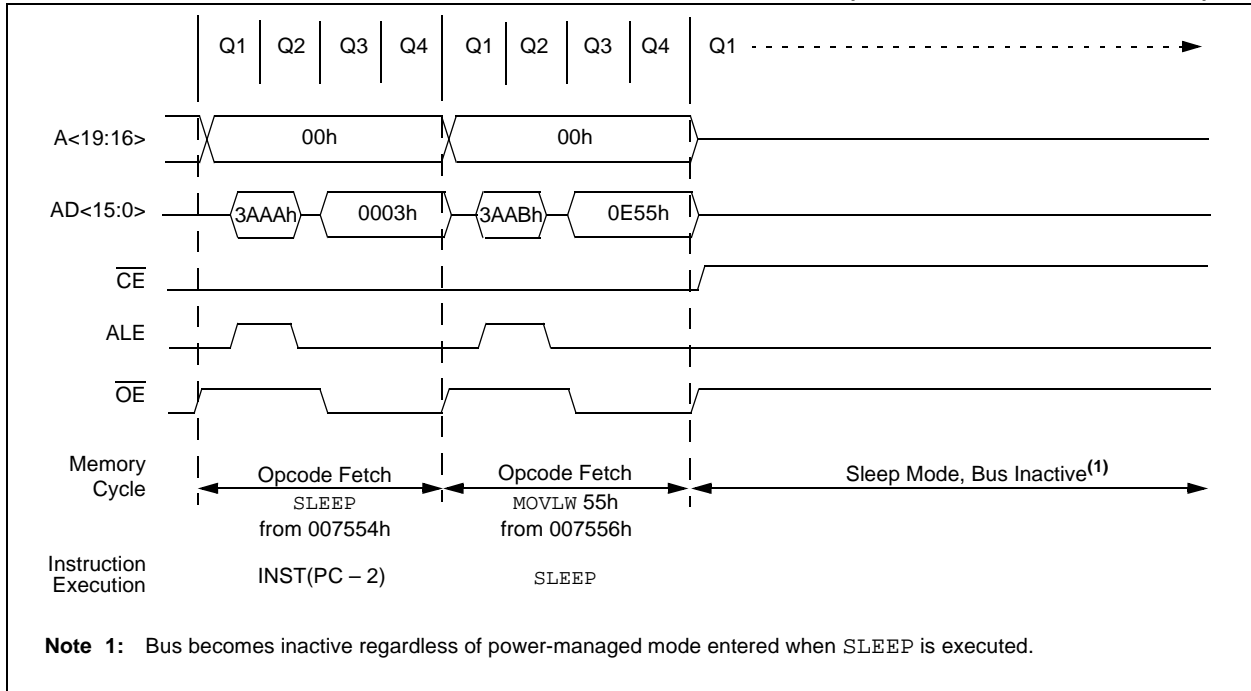 Q1 Q2 Q3 Q4 Q1 Q2 Q3 Q4 Q1
A<19:16> 00h 00h
AD<15:0> 3AAAh 0003h 3AABh 0E55h
CE
ALE
OE
Memory Cycle
Opcode Fetch
SLEEP
from 007554h
Opcode Fetch
MOVLW 55h
from 007556h
Sleep Mode, Bus Inactive(1)
Instruction Execution
INST(PC – 2)
SLEEP
Note 1: Bus becomes inactive regardless of power-managed mode entered when SLEEP is executed.